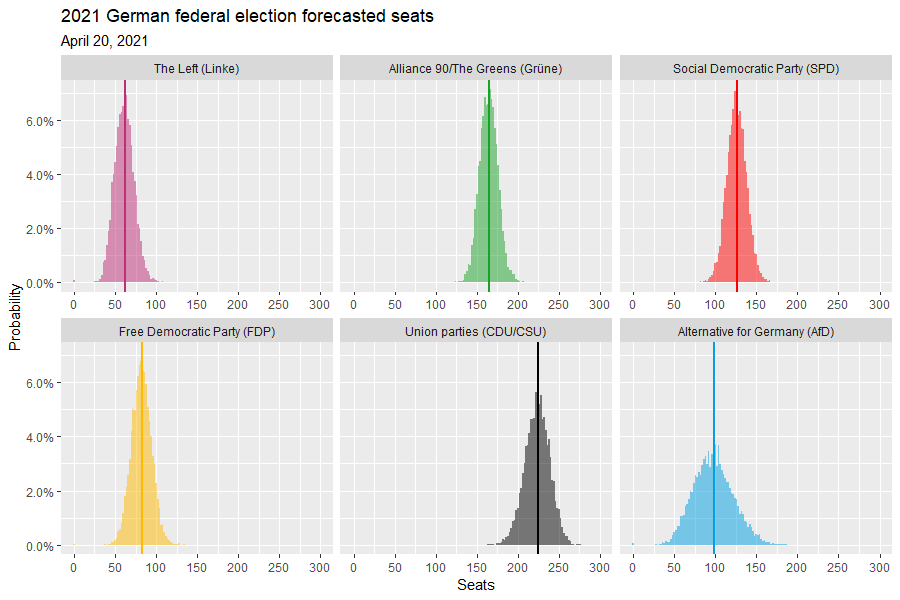 2021 German federal election forecasted seats
April 20, 2021
The Left (Linke) Alliance 90/The Greens (Grüne) Social Democratic Party (SPD)
6.0%
4.0%
2.0%
0.0%
0 50 100 150 200 250 300 0 50 100 150 200 250 300 0 50 100 150 200 250 300
Probability
Free Democratic Party (FDP) Union parties (CDU/CSU) Alternative for Germany (AfD)
6.0%
4.0%
2.0%
0.0%
0 50 100 150 200 250 300 0 50 100 150 200 250 300 0 50 100 150 200 250 300
Seats